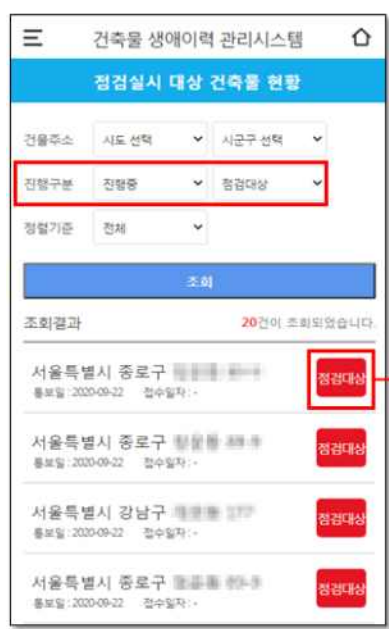 건축물 생애이력 관리시스템
점검실시 대상 건축물 현황
건물주소 시도 선택 시군구 선택
진행구분 진행중 점검대상
정렬기준 전체
조회
조회결과 20건이 조회되었습니다.
서울특별시 종로구
통보일 : 2020-09-22 접수일자 : -
점검대상
서울특별시 종로구
통보일 : 2020-09-22 접수일자 : -
점검대상
서울특별시 강남구
통보일 : 2020-09-22 접수일자 : -
점검대상
서울특별시 종로구
통보일 : 2020-09-22 접수일자 : -
점검대상